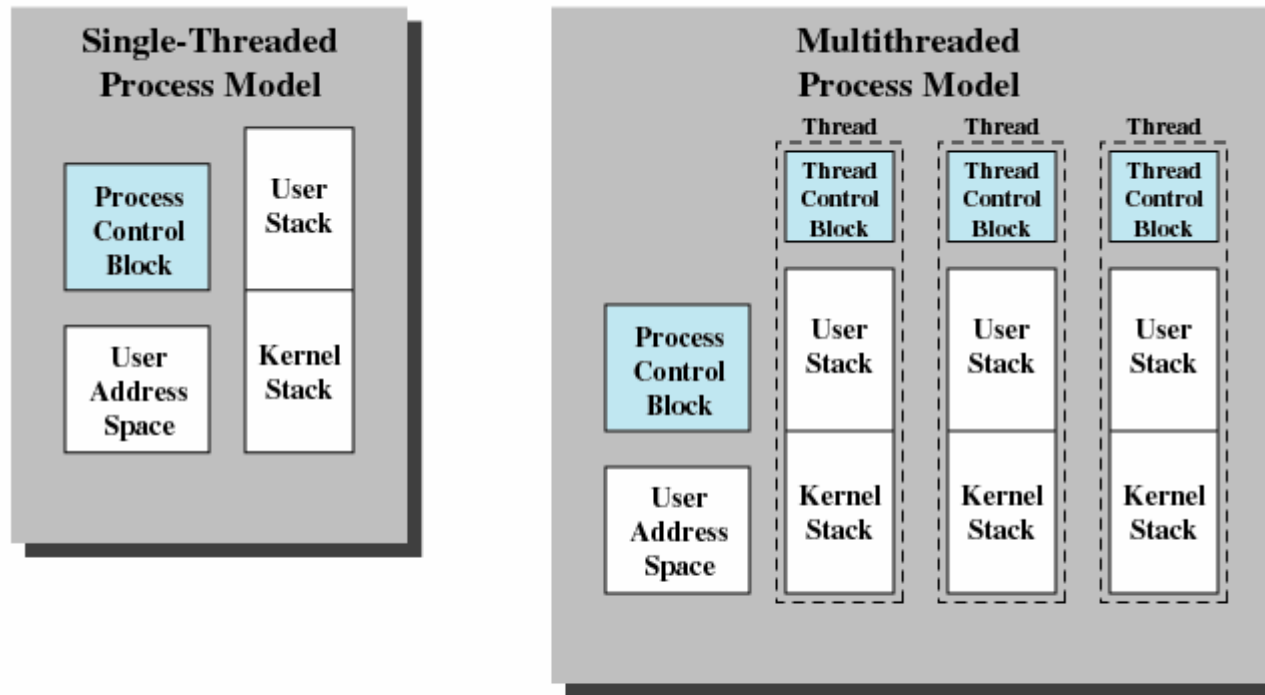 Single-Threaded
Process Model
Process
Control
Block
User
Stack
User
Address
Space
Kernel
Stack
Multithreaded
Process Model
Thread
Thread
Thread
Thread
Control
Block
Thread
Control
Block
Thread
Control
Block
Process
Control
Block
User
Stack
User
Stack
User
Stack
User
Address
Space
Kernel
Stack
Kernel
Stack
Kernel
Stack